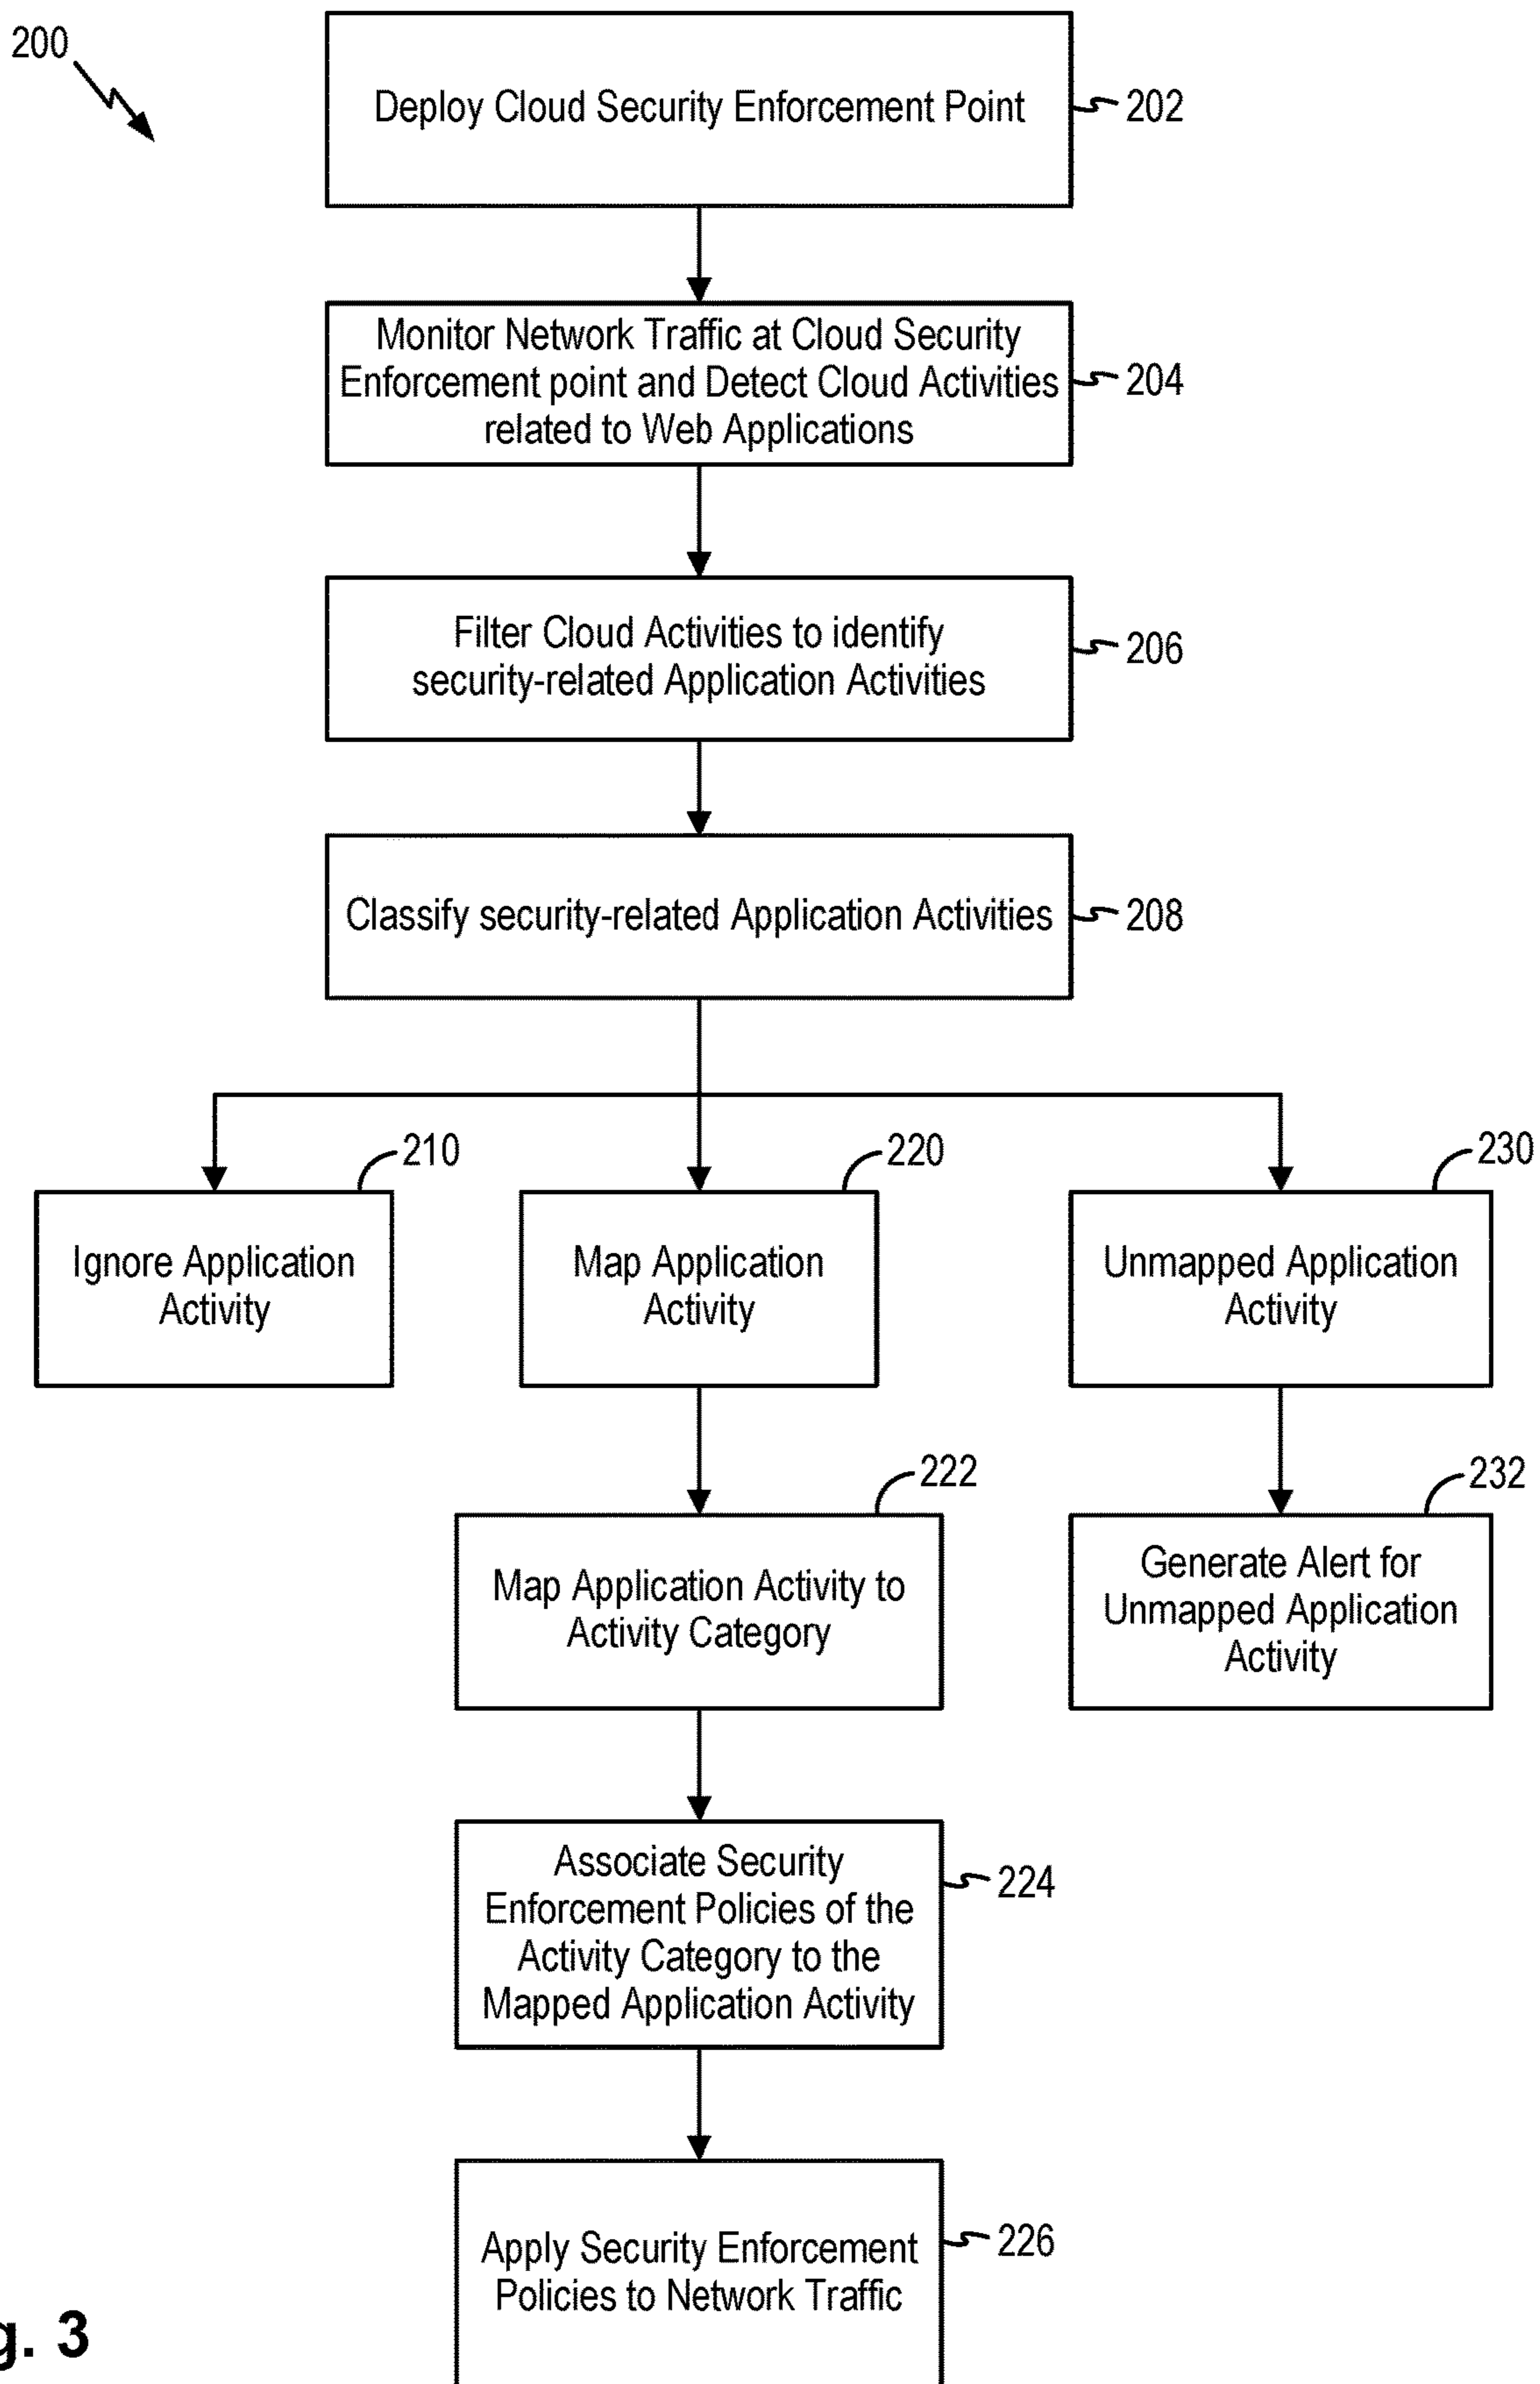 200
Deploy Cloud Security Enforcement Point
202
Monitor Network Traffic at Cloud Security
Enforcement point and Detect Cloud Activities
related to Web Applications
204
Filter Cloud Activities to identify
security-related Application Activities
206
Classify security-related Application Activities
208
210
220
230
Ignore Application
Activity
Map Application
Activity
Unmapped Application
Activity
222
232
Map Application Activity to
Activity Category
Generate Alert for
Unmapped Application
Activity
Associate Security
Enforcement Policies of the
Activity Category to the
Mapped Application Activity
224
Apply Security Enforcement
Policies to Network Traffic
226
g. 3